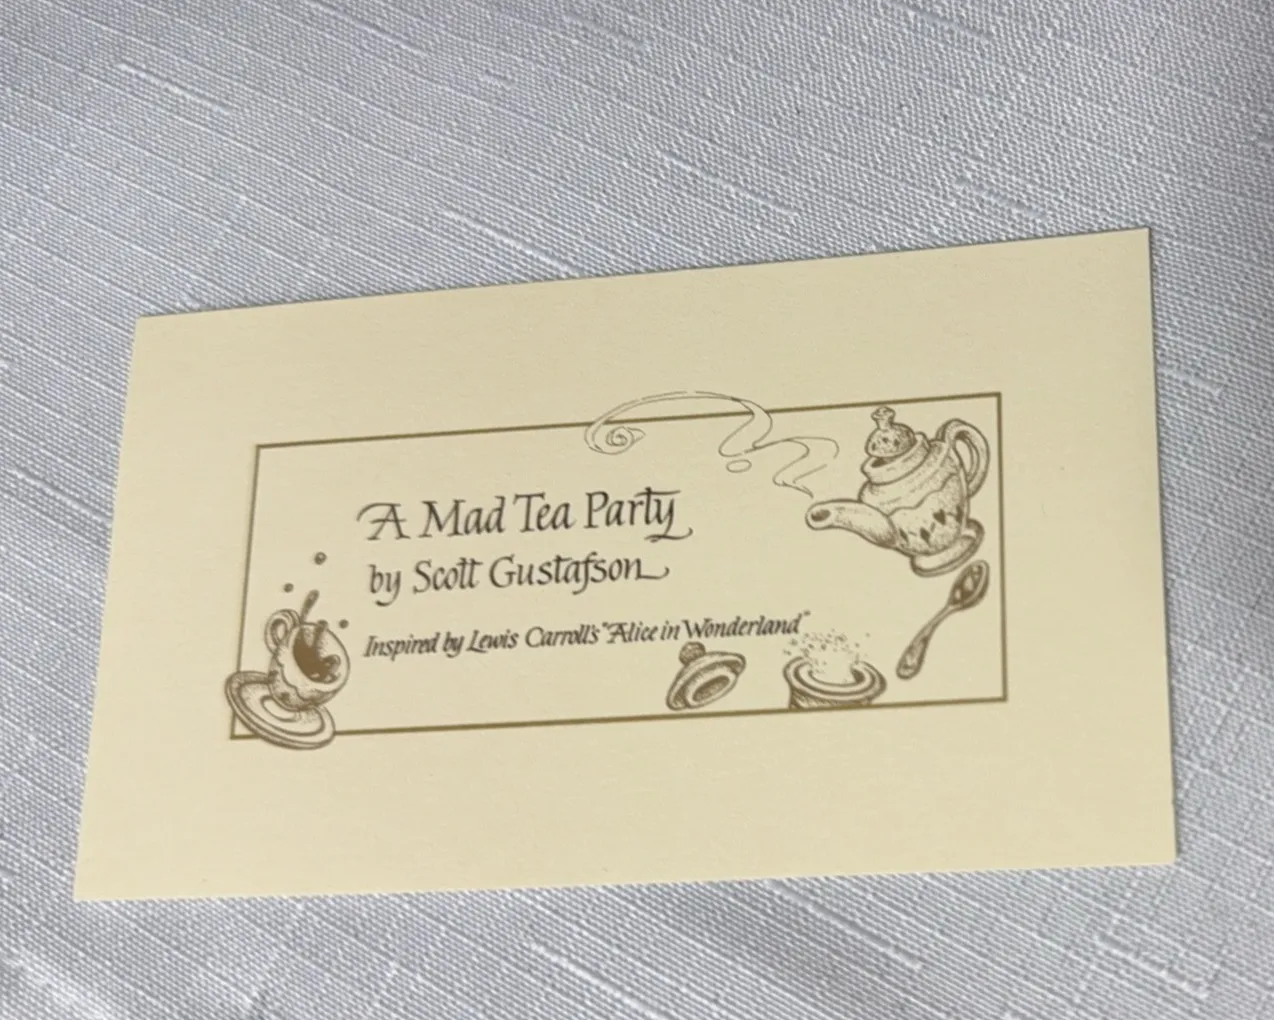 A Mad Tea Party
by Scott Gustafson
Inspired by Lewis Carroll's "Alice in Wonderland"